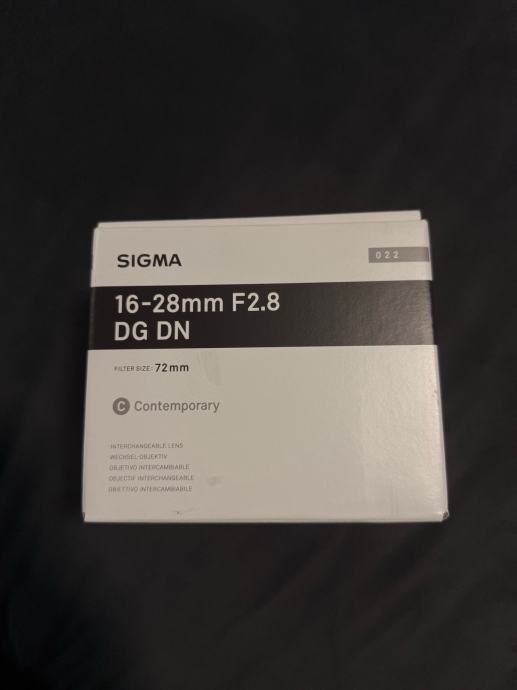 SIGMA
022
16-28mm F2.8
DG DN
FILTER SIZE: 72mm
C Contemporary
INTERCHANGEABLE LENS
WECHSEL-OBJEKTIV
OBJETIVO INTERCAMBIABLE
OBJECTIF INTERCHANGEABLE
OBIETTIVO INTERCAMBIABILE